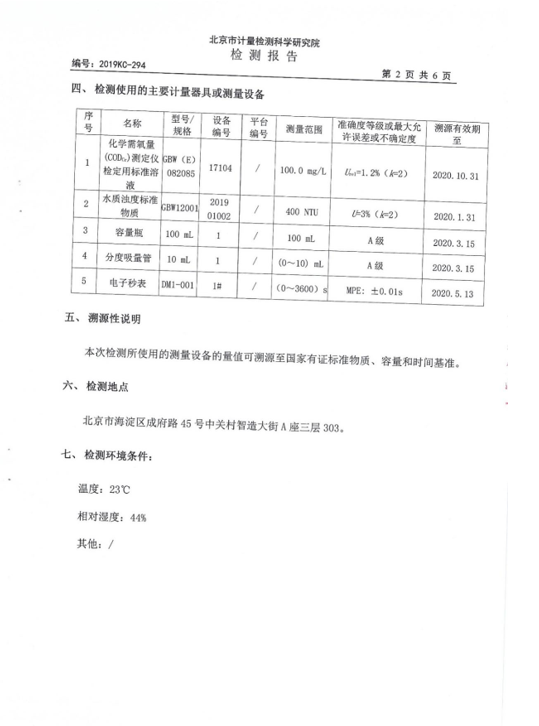 北京市计量检测科学研究院
检 测 报 告
编号：2019KC-294
第 2 页 共 6 页
四、 检测使用的主要计量器具或测量设备
序号 名称 型号/规格 设备编号 平台编号 测量范围 准确度等级或最大允许误差或不确定度 溯源有效期至
1 化学需氧量(CODcr)测定仪检定用标准溶液 GBW（E）082085 17104 / 100.0 mg/L Urel=1.2%（k=2） 2020.10.31
2 水质浊度标准物质 GBW12001 201901002 / 400 NTU U=3%（k=2） 2020.1.31
3 容量瓶 100 mL 1 / 100 mL A 级 2020.3.15
4 分度吸量管 10 mL 1 / (0～10) mL A 级 2020.3.15
5 电子秒表 DM1-001 1# / (0～3600) s MPE: ±0.01s 2020.5.13
五、 溯源性说明
本次检测所使用的测量设备的量值可溯源至国家有证标准物质、容量和时间基准。
六、 检测地点
北京市海淀区成府路 45 号中关村智造大街 A 座三层 303。
七、 检测环境条件：
温度：23℃
相对湿度：44%
其他：/